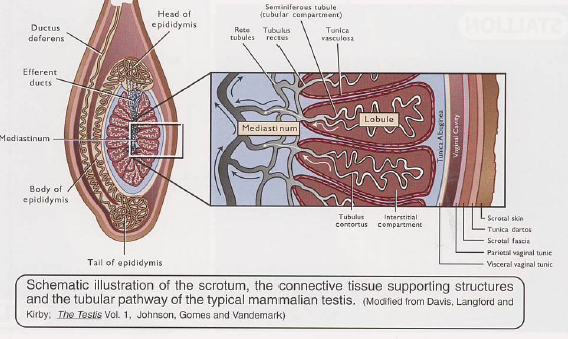 STALLION
Seminiferous tubule
(tubular compartment)
Head of
epididymis
Ductus
deferens
Rete
tubules
Tubulus
rectus
Tunica
vasculosa
Efferent
ducts
Mediastinum
Lobule
Mediastinum
Tunica Albuginea
Vaginal Cavity
Body of
epididymis
Tubulus
contortus
Interstitial
compartment
Scrotal skin
Tunica dartos
Scrotal fascia
Parietal vaginal tunic
Visceral vaginal tunic
Tail of epididymis
Schematic illustration of the scrotum, the connective tissue supporting structures
and the tubular pathway of the typical mammalian testis. (Modified from Davis, Langford and
Kirby; The Testis Vol. 1, Johnson, Gomes and Vandemark)